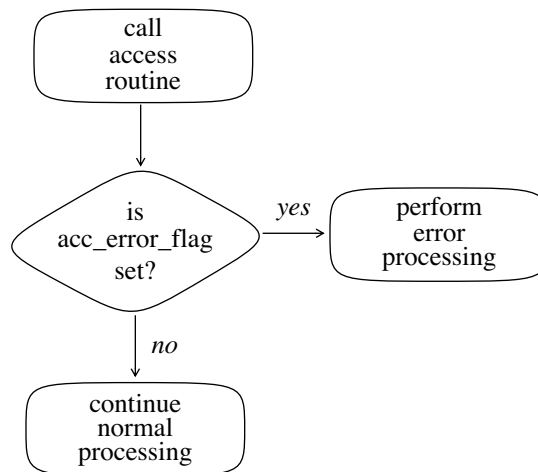 call
access
routine
is
acc_error_flag
set?
yes
perform
error
processing
no
continue
normal
processing